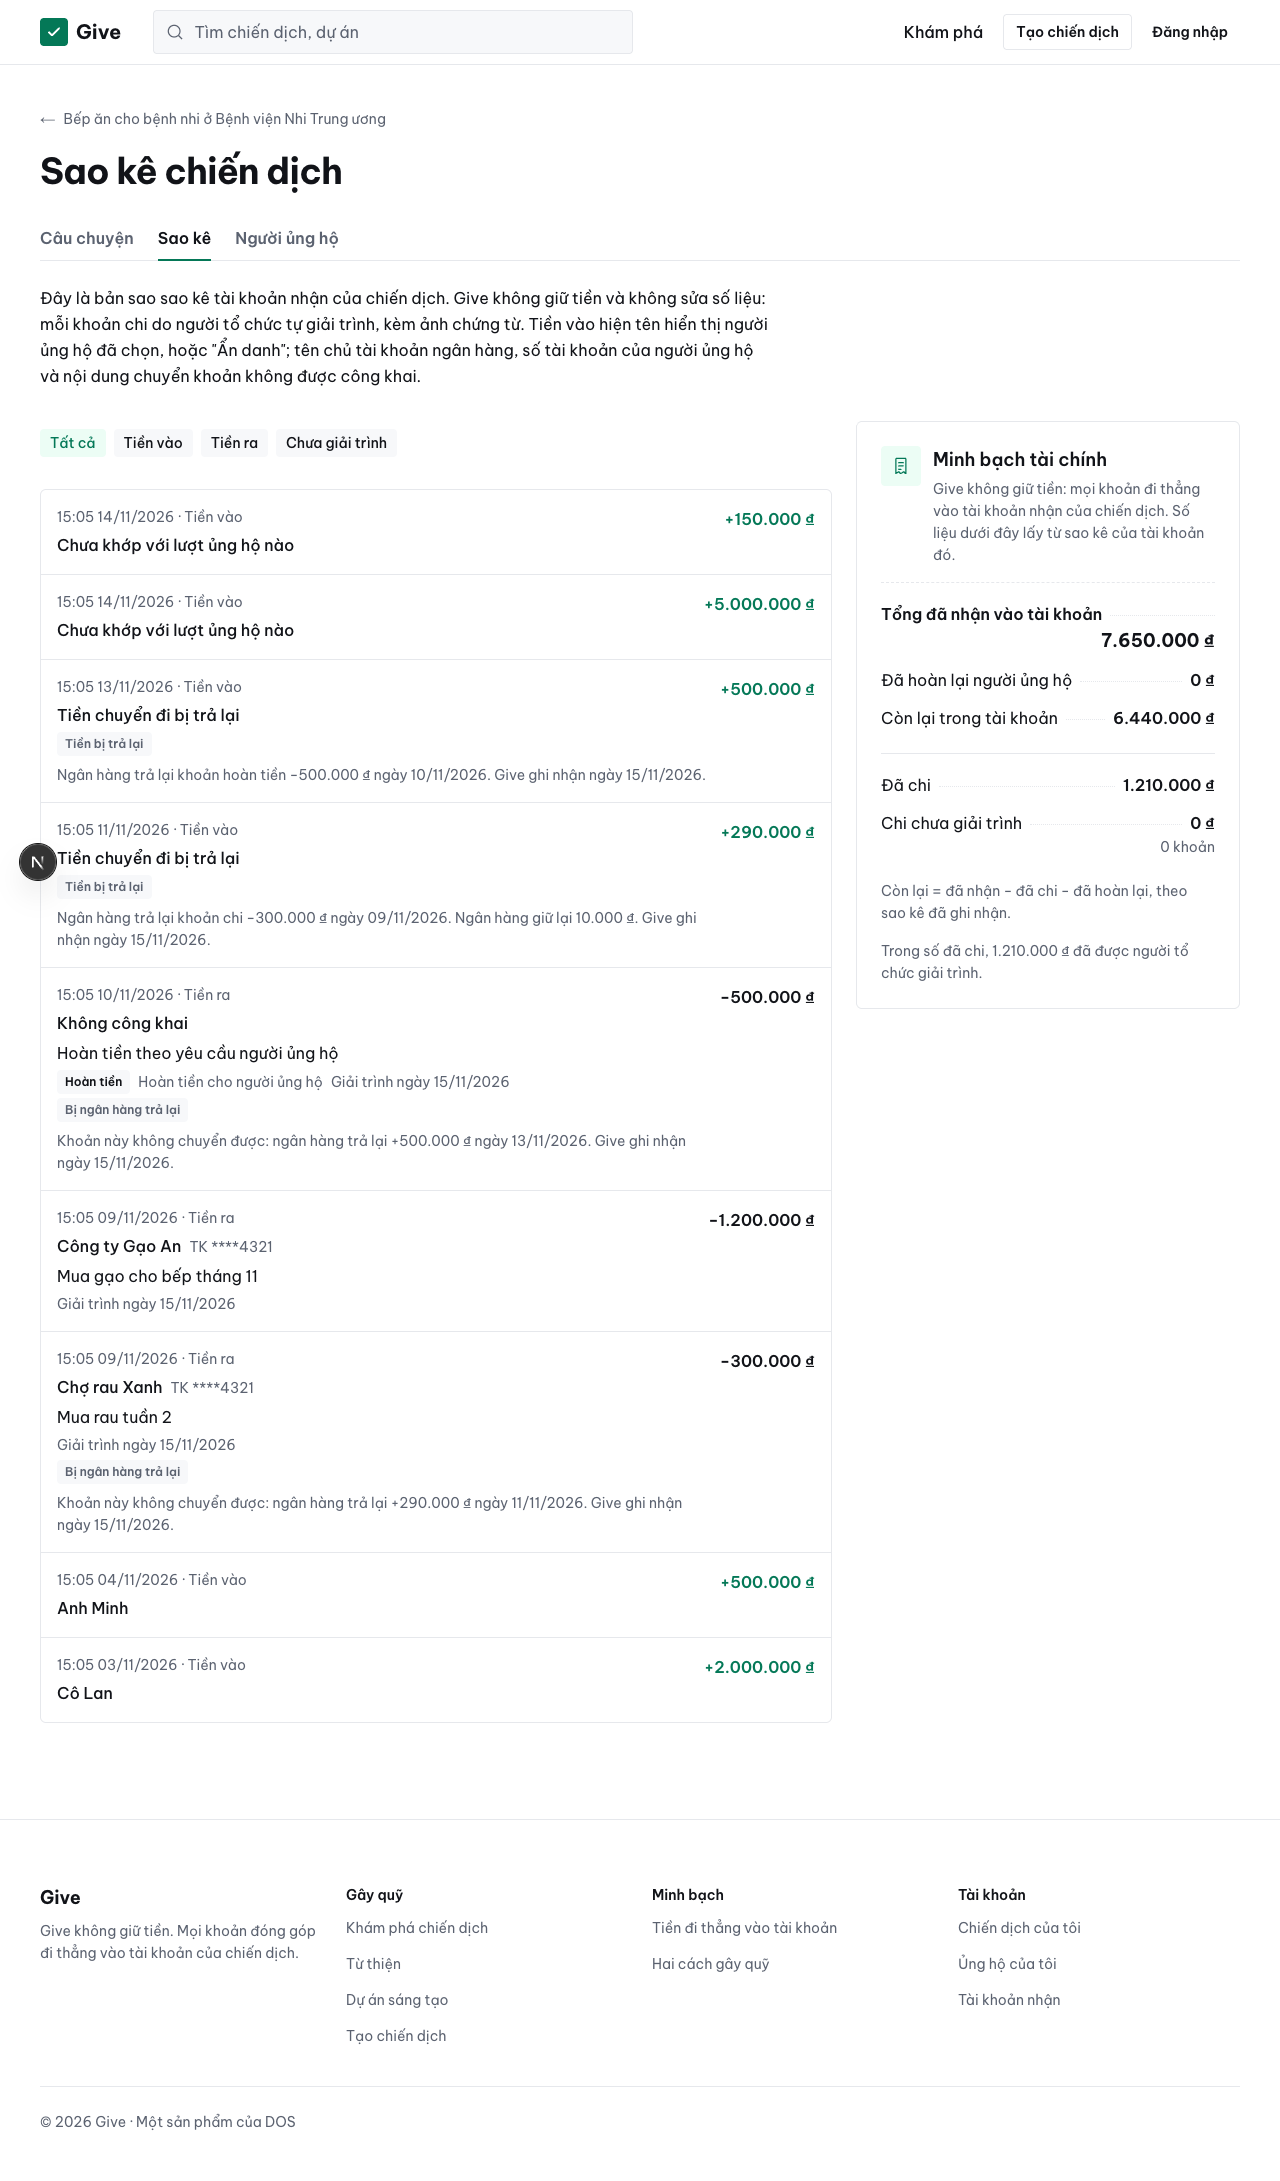 Give
Tìm chiến dịch, dự án
Khám phá
Tạo chiến dịch
Đăng nhập
← Bếp ăn cho bệnh nhi ở Bệnh viện Nhi Trung ương
Sao kê chiến dịch
Câu chuyện
Sao kê
Người ủng hộ
Đây là bản sao sao kê tài khoản nhận của chiến dịch. Give không giữ tiền và không sửa số liệu:
mỗi khoản chi do người tổ chức tự giải trình, kèm ảnh chứng từ. Tiền vào hiện tên hiển thị người
ủng hộ đã chọn, hoặc "Ẩn danh"; tên chủ tài khoản ngân hàng, số tài khoản của người ủng hộ
và nội dung chuyển khoản không được công khai.
Tất cả
Tiền vào
Tiền ra
Chưa giải trình
15:05 14/11/2026 · Tiền vào
+150.000 ₫
Chưa khớp với lượt ủng hộ nào
15:05 14/11/2026 · Tiền vào
+5.000.000 ₫
Chưa khớp với lượt ủng hộ nào
15:05 13/11/2026 · Tiền vào
+500.000 ₫
Tiền chuyển đi bị trả lại
Tiền bị trả lại
Ngân hàng trả lại khoản hoàn tiền -500.000 ₫ ngày 10/11/2026. Give ghi nhận ngày 15/11/2026.
15:05 11/11/2026 · Tiền vào
+290.000 ₫
Tiền chuyển đi bị trả lại
Tiền bị trả lại
Ngân hàng trả lại khoản chi -300.000 ₫ ngày 09/11/2026. Ngân hàng giữ lại 10.000 ₫. Give ghi
nhận ngày 15/11/2026.
15:05 10/11/2026 · Tiền ra
-500.000 ₫
Không công khai
Hoàn tiền theo yêu cầu người ủng hộ
Hoàn tiền Hoàn tiền cho người ủng hộ Giải trình ngày 15/11/2026
Bị ngân hàng trả lại
Khoản này không chuyển được: ngân hàng trả lại +500.000 ₫ ngày 13/11/2026. Give ghi nhận
ngày 15/11/2026.
15:05 09/11/2026 · Tiền ra
-1.200.000 ₫
Công ty Gạo An TK ****4321
Mua gạo cho bếp tháng 11
Giải trình ngày 15/11/2026
15:05 09/11/2026 · Tiền ra
-300.000 ₫
Chợ rau Xanh TK ****4321
Mua rau tuần 2
Giải trình ngày 15/11/2026
Bị ngân hàng trả lại
Khoản này không chuyển được: ngân hàng trả lại +290.000 ₫ ngày 11/11/2026. Give ghi nhận
ngày 15/11/2026.
15:05 04/11/2026 · Tiền vào
+500.000 ₫
Anh Minh
15:05 03/11/2026 · Tiền vào
+2.000.000 ₫
Cô Lan
Minh bạch tài chính
Give không giữ tiền: mọi khoản đi thẳng
vào tài khoản nhận của chiến dịch. Số
liệu dưới đây lấy từ sao kê của tài khoản
đó.
Tổng đã nhận vào tài khoản
7.650.000 ₫
Đã hoàn lại người ủng hộ 0 ₫
Còn lại trong tài khoản 6.440.000 ₫
Đã chi 1.210.000 ₫
Chi chưa giải trình 0 ₫
0 khoản
Còn lại = đã nhận - đã chi - đã hoàn lại, theo
sao kê đã ghi nhận.
Trong số đã chi, 1.210.000 ₫ đã được người tổ
chức giải trình.
N
Give
Give không giữ tiền. Mọi khoản đóng góp
đi thẳng vào tài khoản của chiến dịch.
Gây quỹ
Khám phá chiến dịch
Từ thiện
Dự án sáng tạo
Tạo chiến dịch
Minh bạch
Tiền đi thẳng vào tài khoản
Hai cách gây quỹ
Tài khoản
Chiến dịch của tôi
Ủng hộ của tôi
Tài khoản nhận
© 2026 Give · Một sản phẩm của DOS